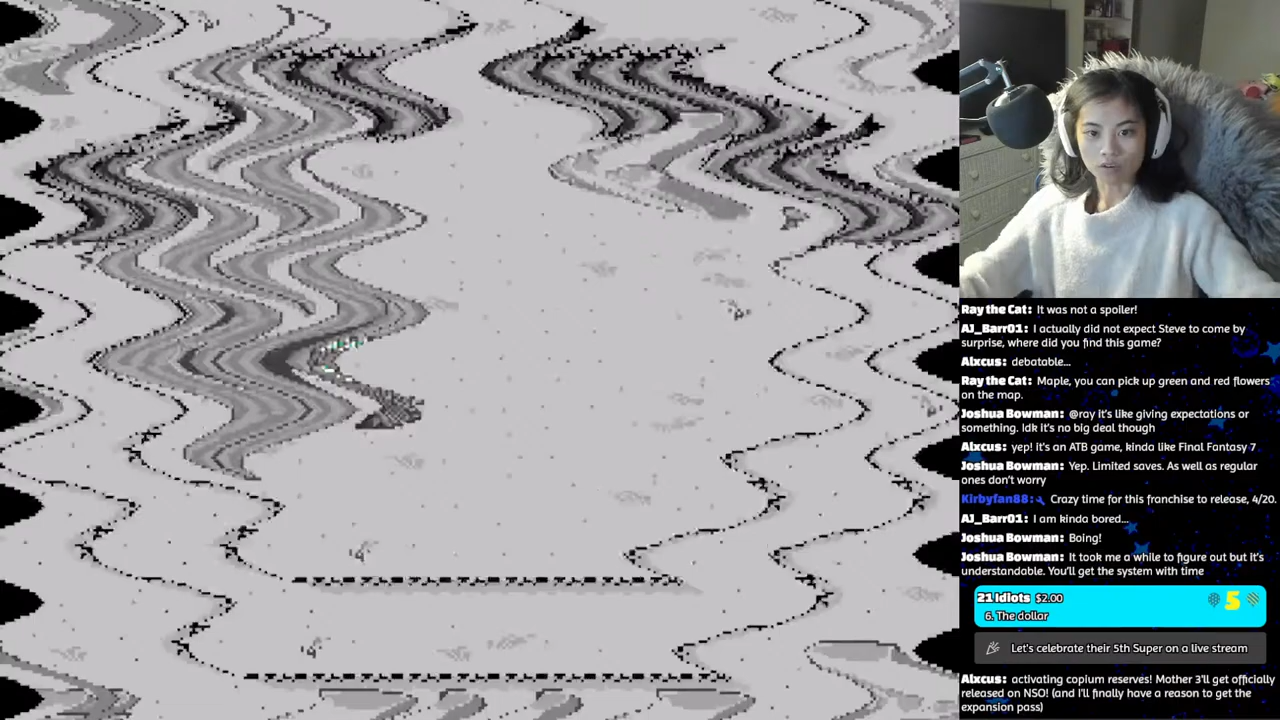 Ray the Cat: It was not a spoiler!
AJ_Barr01: I actually did not expect Steve to come by
surprise, where did you find this game?
Alxcus: debatable...
Ray the Cat: Maple, you can pick up green and red flowers
on the map.
Joshua Bowman: @ray it's like giving expectations or
something. Idk it's no big deal though
Alxcus: yep! it's an ATB game, kinda like Final Fantasy 7
Joshua Bowman: Yep. Limited saves. As well as regular
ones don't worry
Kirbyfan88: Crazy time for this franchise to release, 4/20.
AJ_Barr01: I am kinda bored...
Joshua Bowman: Boing!
Joshua Bowman: It took me a while to figure out but it's
understandable. You'll get the system with time
21 Idiots $2.00 5
6. The dollar
Let's celebrate their 5th Super on a live stream
Alxcus: activating copium reserves! Mother 3'll get officially
released on NSO! (and I'll finally have a reason to get the
expansion pass)